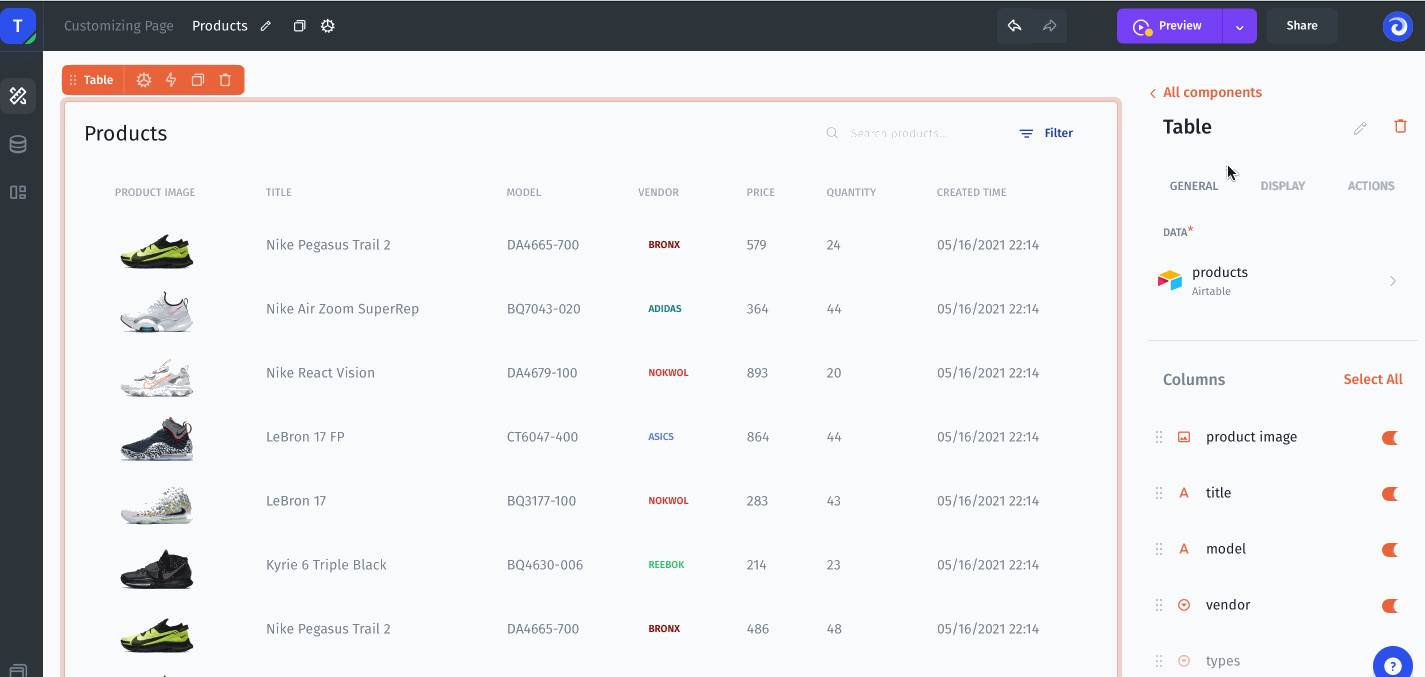 T
Customizing Page Products
Preview
Share
Table
Products
Search products...
Filter
PRODUCT IMAGE TITLE MODEL VENDOR PRICE QUANTITY CREATED TIME
Nike Pegasus Trail 2 DA4665-700 BRONX 579 24 05/16/2021 22:14
Nike Air Zoom SuperRep BQ7043-020 ADIDAS 364 44 05/16/2021 22:14
Nike React Vision DA4679-100 NOKWOL 893 20 05/16/2021 22:14
LeBron 17 FP CT6047-400 ASICS 864 44 05/16/2021 22:14
LeBron 17 BQ3177-100 NOKWOL 283 43 05/16/2021 22:14
Kyrie 6 Triple Black BQ4630-006 REEBOK 214 23 05/16/2021 22:14
Nike Pegasus Trail 2 DA4665-700 BRONX 486 48 05/16/2021 22:14
All components
Table
GENERAL DISPLAY ACTIONS
DATA*
products
Airtable
Columns Select All
product image
A title
A model
vendor
types
?